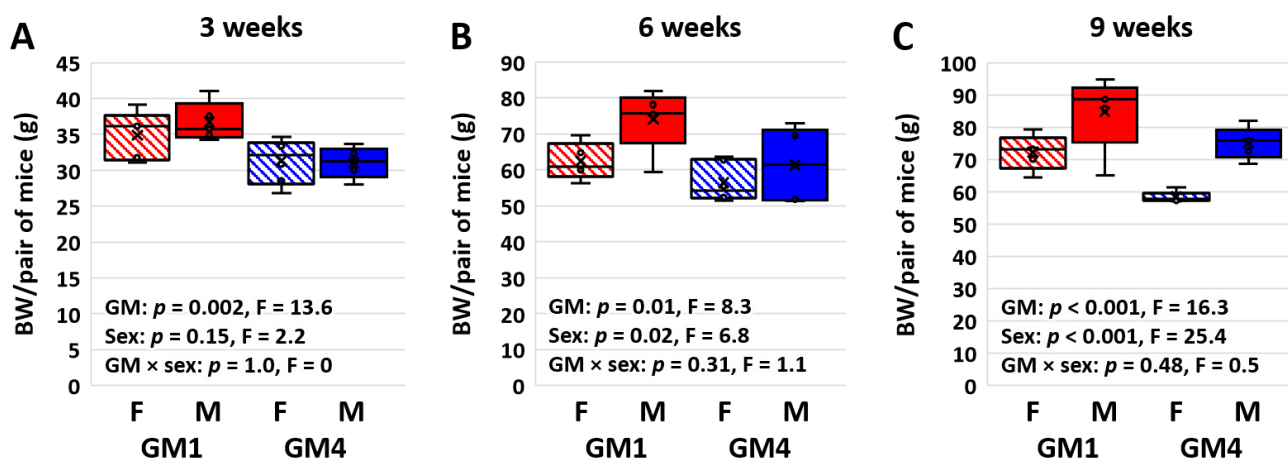 A
3 weeks
BW/pair of mice (g)
45
40
35
30
25
20
15
10
5
0
GM: p = 0.002, F = 13.6
Sex: p = 0.15, F = 2.2
GM × sex: p = 1.0, F = 0
F M F M
GM1 GM4
B
6 weeks
BW/pair of mice (g)
90
80
70
60
50
40
30
20
10
0
GM: p = 0.01, F = 8.3
Sex: p = 0.02, F = 6.8
GM × sex: p = 0.31, F = 1.1
F M F M
GM1 GM4
C
9 weeks
BW/pair of mice (g)
100
90
80
70
60
50
40
30
20
10
0
GM: p < 0.001, F = 16.3
Sex: p < 0.001, F = 25.4
GM × sex: p = 0.48, F = 0.5
F M F M
GM1 GM4